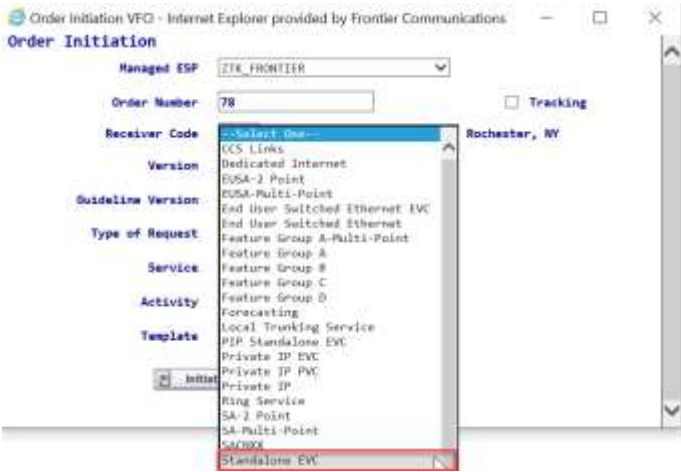 Order Initiation VFO - Internet Explorer provided by Frontier Communications
Order Initiation
Managed ESP ZTK_FRONTIER
Order Number 78 Tracking
Receiver Code Rochester, NY
Version
Guideline Version
Type of Request
Service
Activity
Template
Initiat
--Select One--
CCS Links
Dedicated Internet
EUSA-2 Point
EUSA-Multi-Point
End User Switched Ethernet EVC
End User Switched Ethernet
Feature Group A-Multi-Point
Feature Group A
Feature Group B
Feature Group C
Feature Group D
Forecasting
Local Trunking Service
PIP Standalone EVC
Private IP EVC
Private IP PVC
Private IP
Ring Service
SA-2 Point
SA-Multi-Point
SAC NXX
Standalone EVC